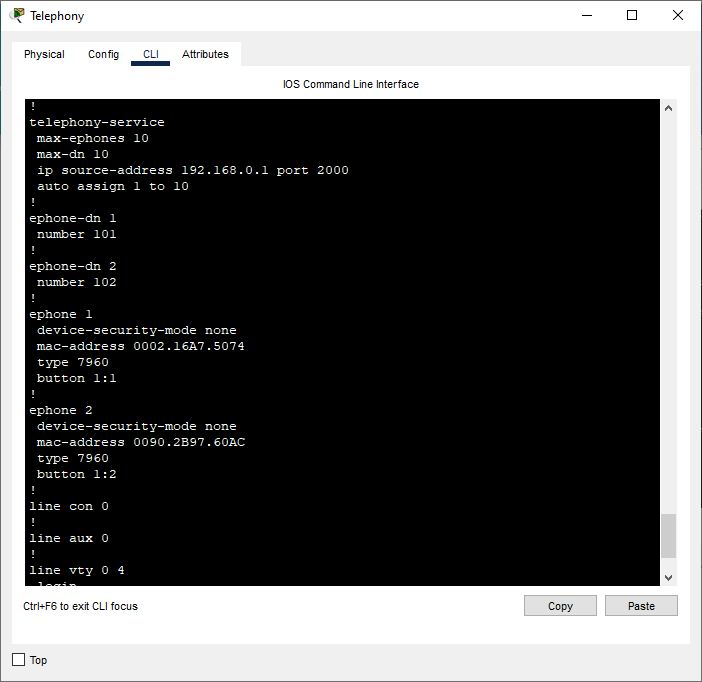 Telephony
Physical Config CLI Attributes
IOS Command Line Interface
!
telephony-service
max-ephones 10
max-dn 10
ip source-address 192.168.0.1 port 2000
auto assign 1 to 10
!
ephone-dn 1
number 101
!
ephone-dn 2
number 102
!
ephone 1
device-security-mode none
mac-address 0002.16A7.5074
type 7960
button 1:1
!
ephone 2
device-security-mode none
mac-address 0090.2B97.60AC
type 7960
button 1:2
!
line con 0
!
line aux 0
!
line vty 0 4
login
Ctrl+F6 to exit CLI focus
Copy Paste
Top